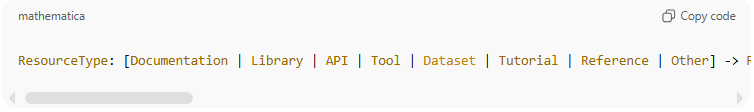 mathematica
Copy code
ResourceType: [Documentation | Library | API | Tool | Dataset | Tutorial | Reference | Other] -> R